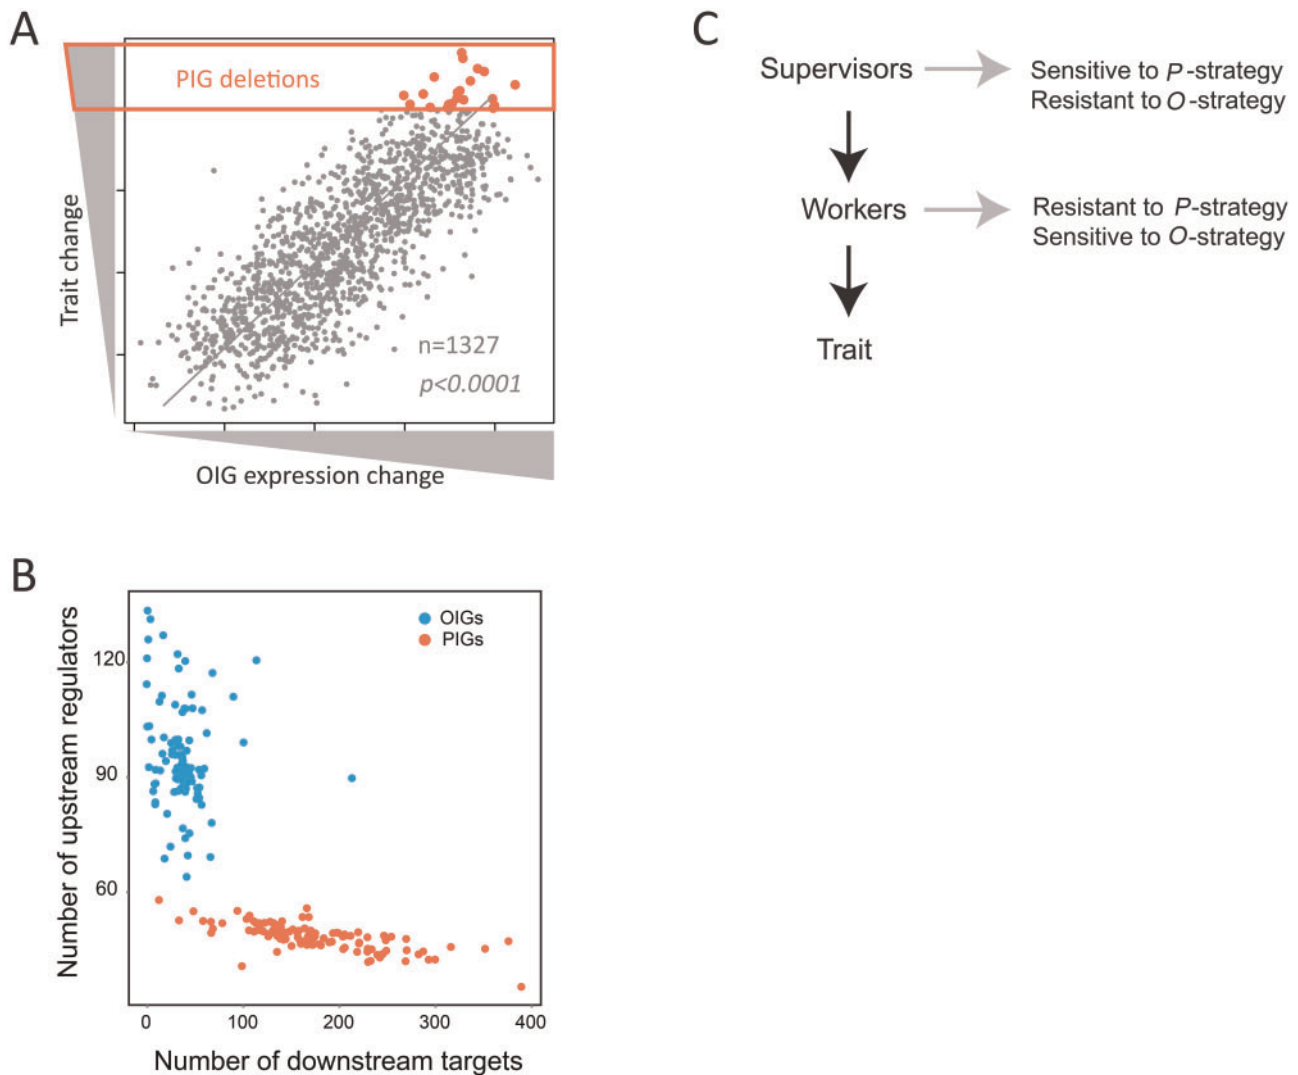 A
PIG deletions
Trait change
n=1327
p<0.0001
OIG expression change
B
OIGs
PIGs
120
90
60
Number of upstream regulators
0 100 200 300 400
Number of downstream targets
C
Supervisors
Sensitive to P-strategy
Resistant to O-strategy
Workers
Resistant to P-strategy
Sensitive to O-strategy
Trait